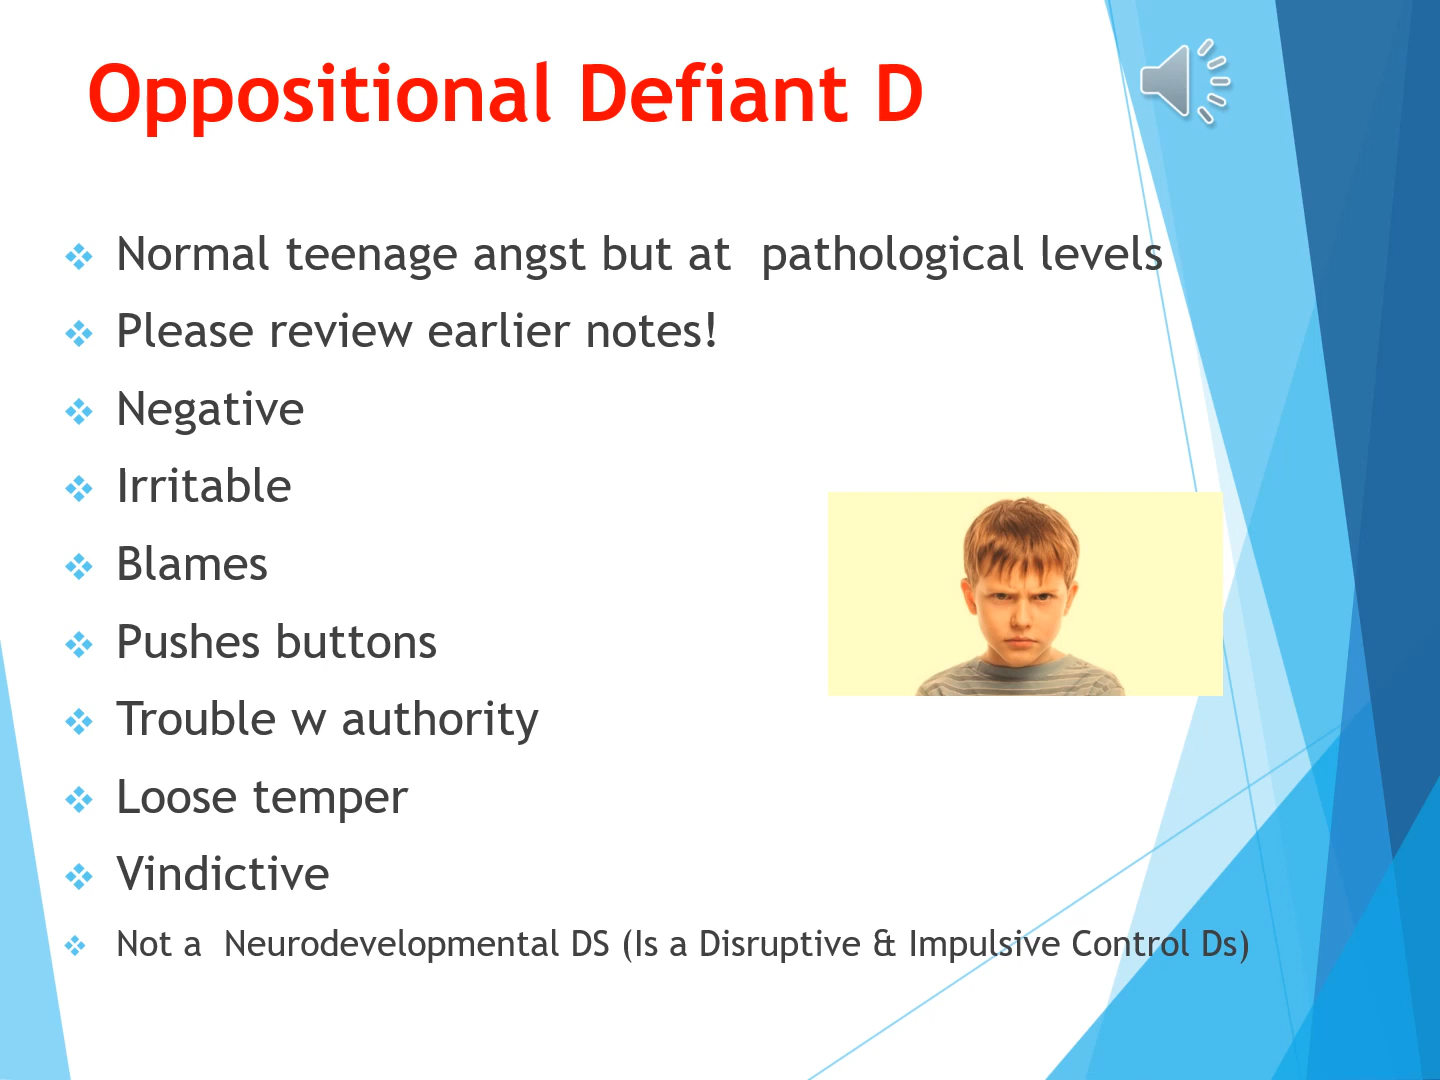 Oppositional Defiant D
Normal teenage angst but at  pathological levels
Please review earlier notes!
Negative
Irritable
Blames
Pushes buttons
Trouble w authority
Loose temper
Vindictive
Not a  Neurodevelopmental DS (Is a Disruptive & Impulsive Control Ds)